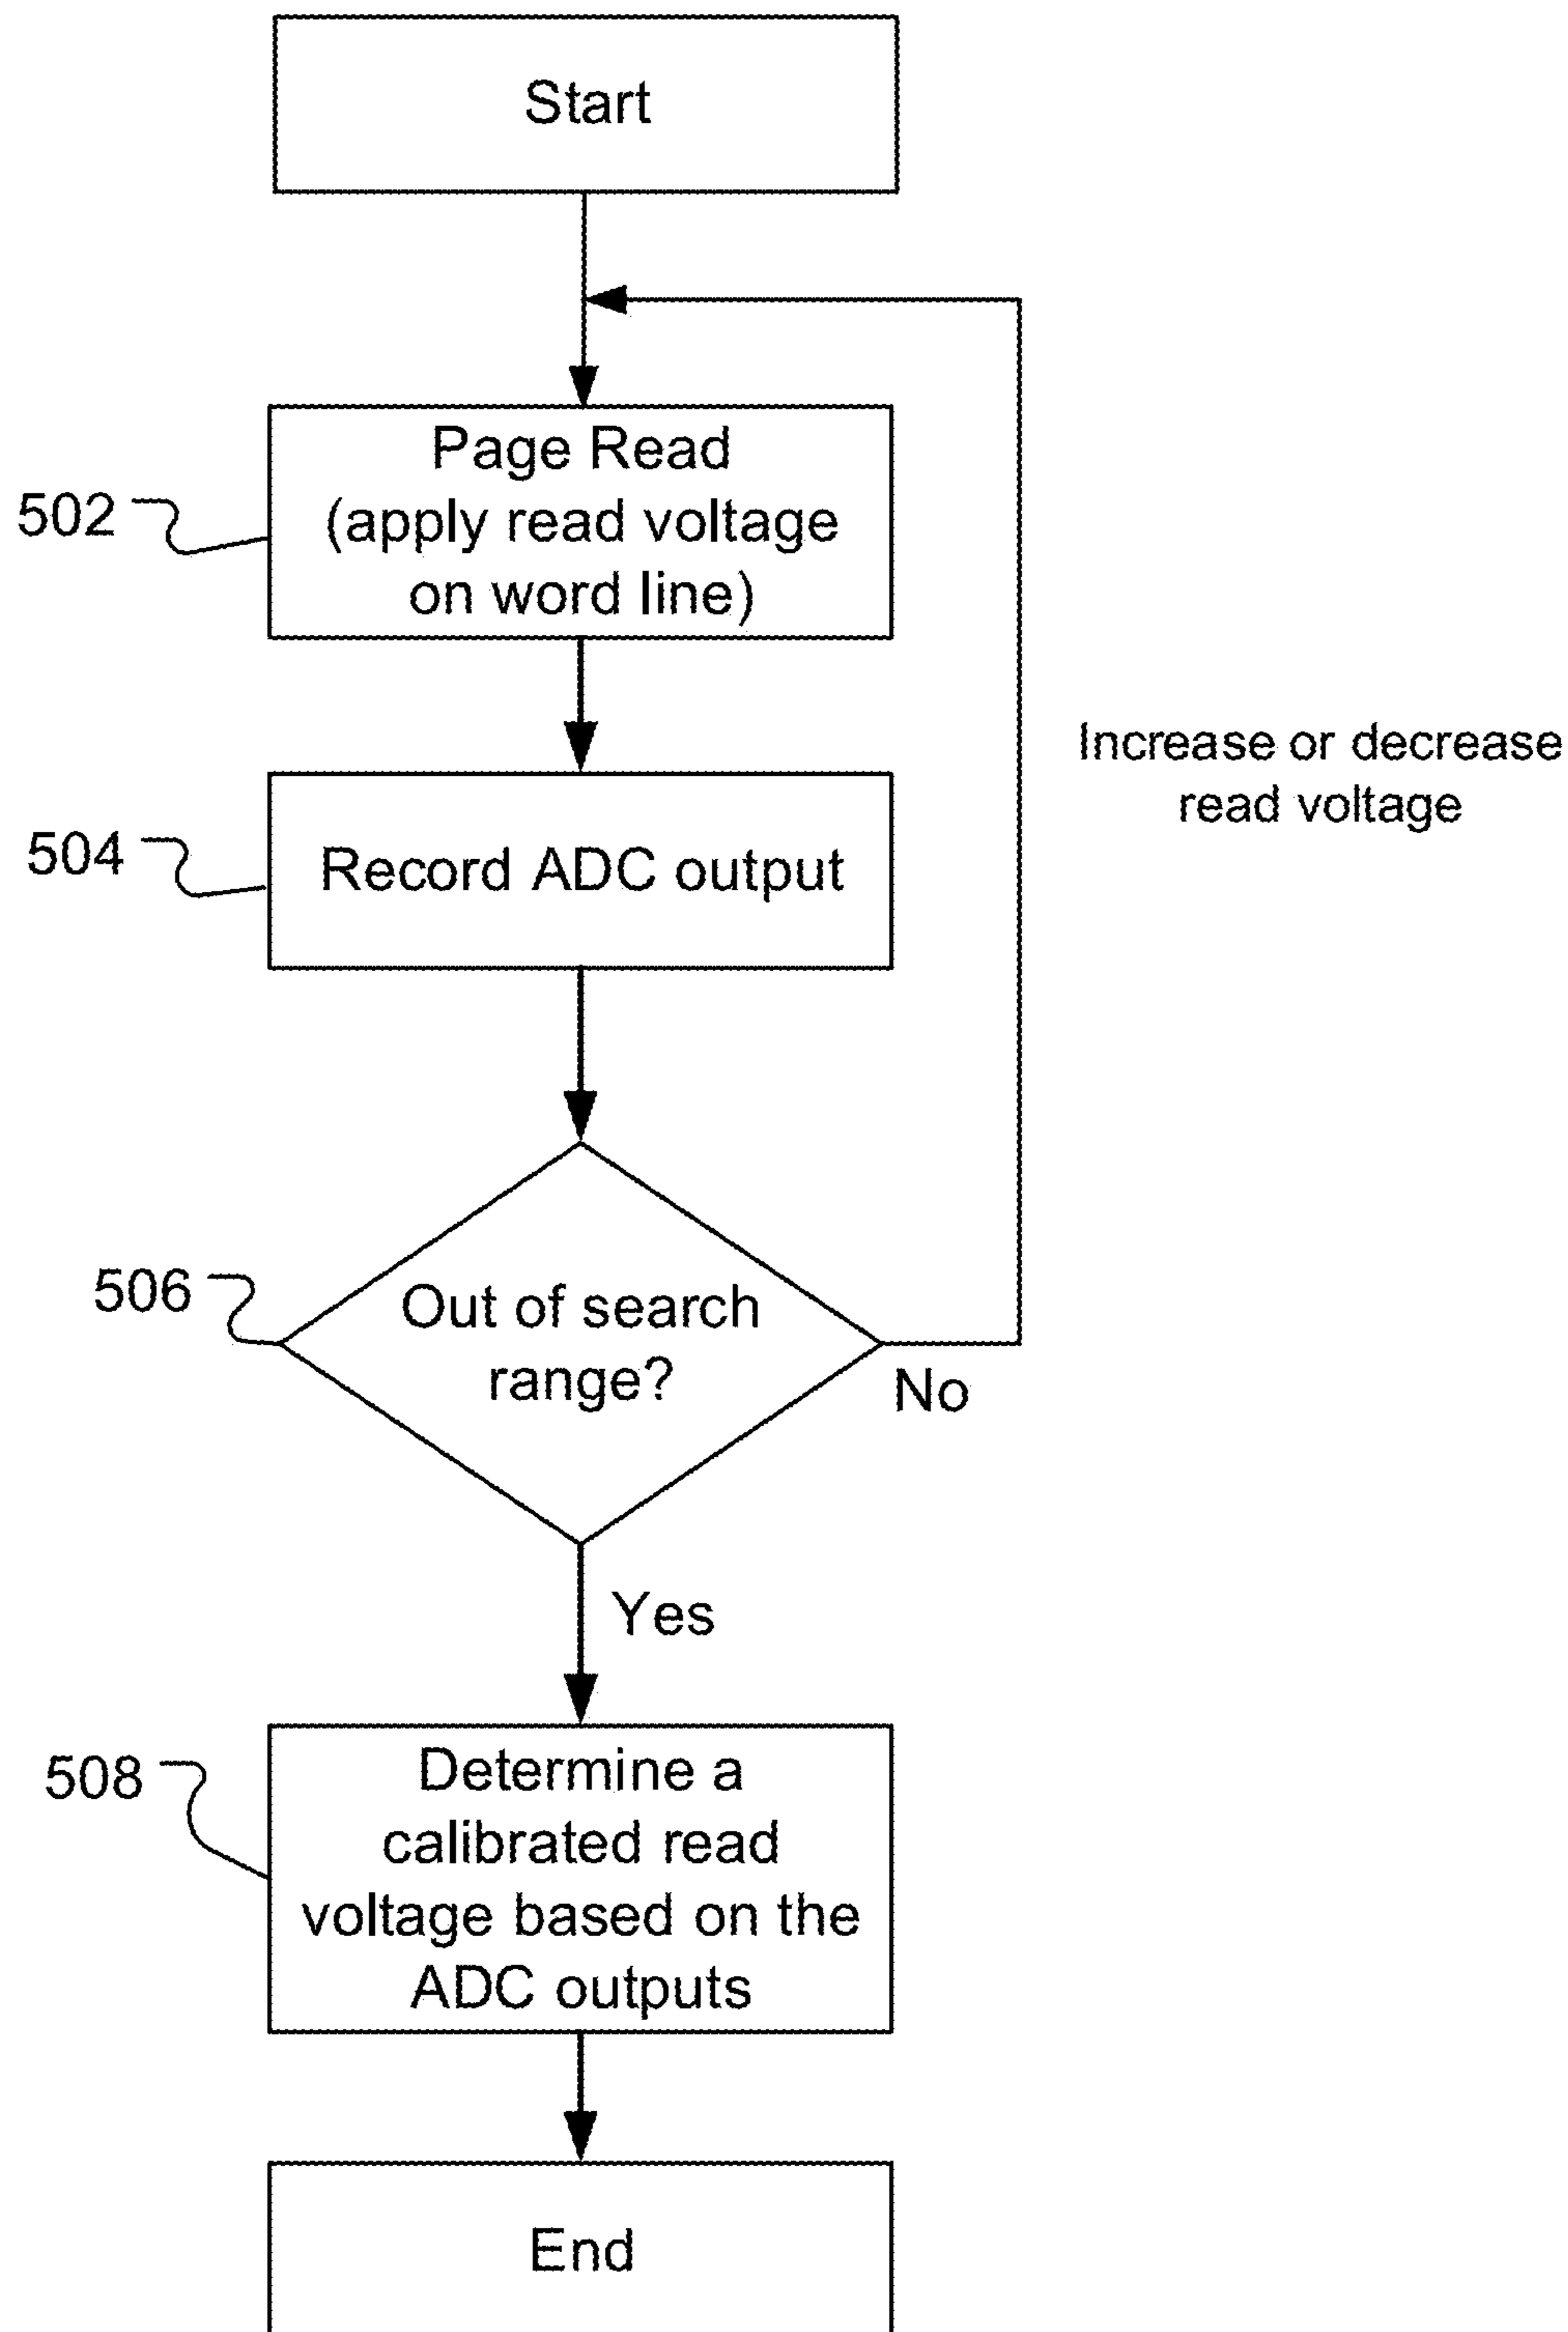 Start
Page Read
(apply read voltage
on word line)
502
Increase or decrease
read voltage
504
Record ADC output
506
Out of search
range?
No
Yes
508
Determine a
calibrated read
voltage based on the
ADC outputs
End